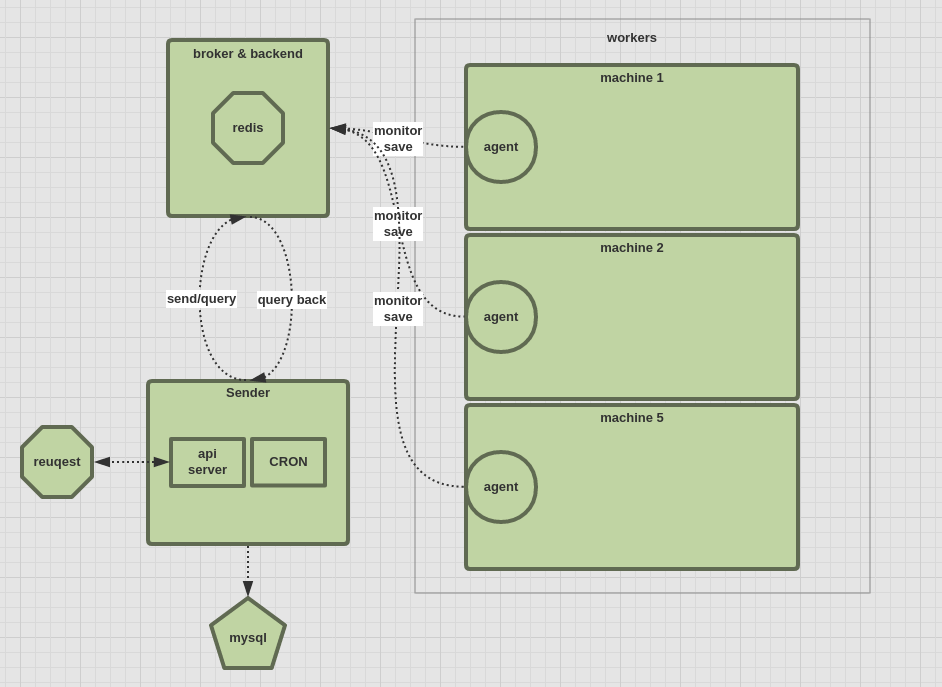 workers
broker & backend
redis
machine 1
agent
monitor
save
machine 2
agent
monitor
save
monitor
save
send/query
query back
machine 5
agent
Sender
api
server
CRON
reuqest
mysql